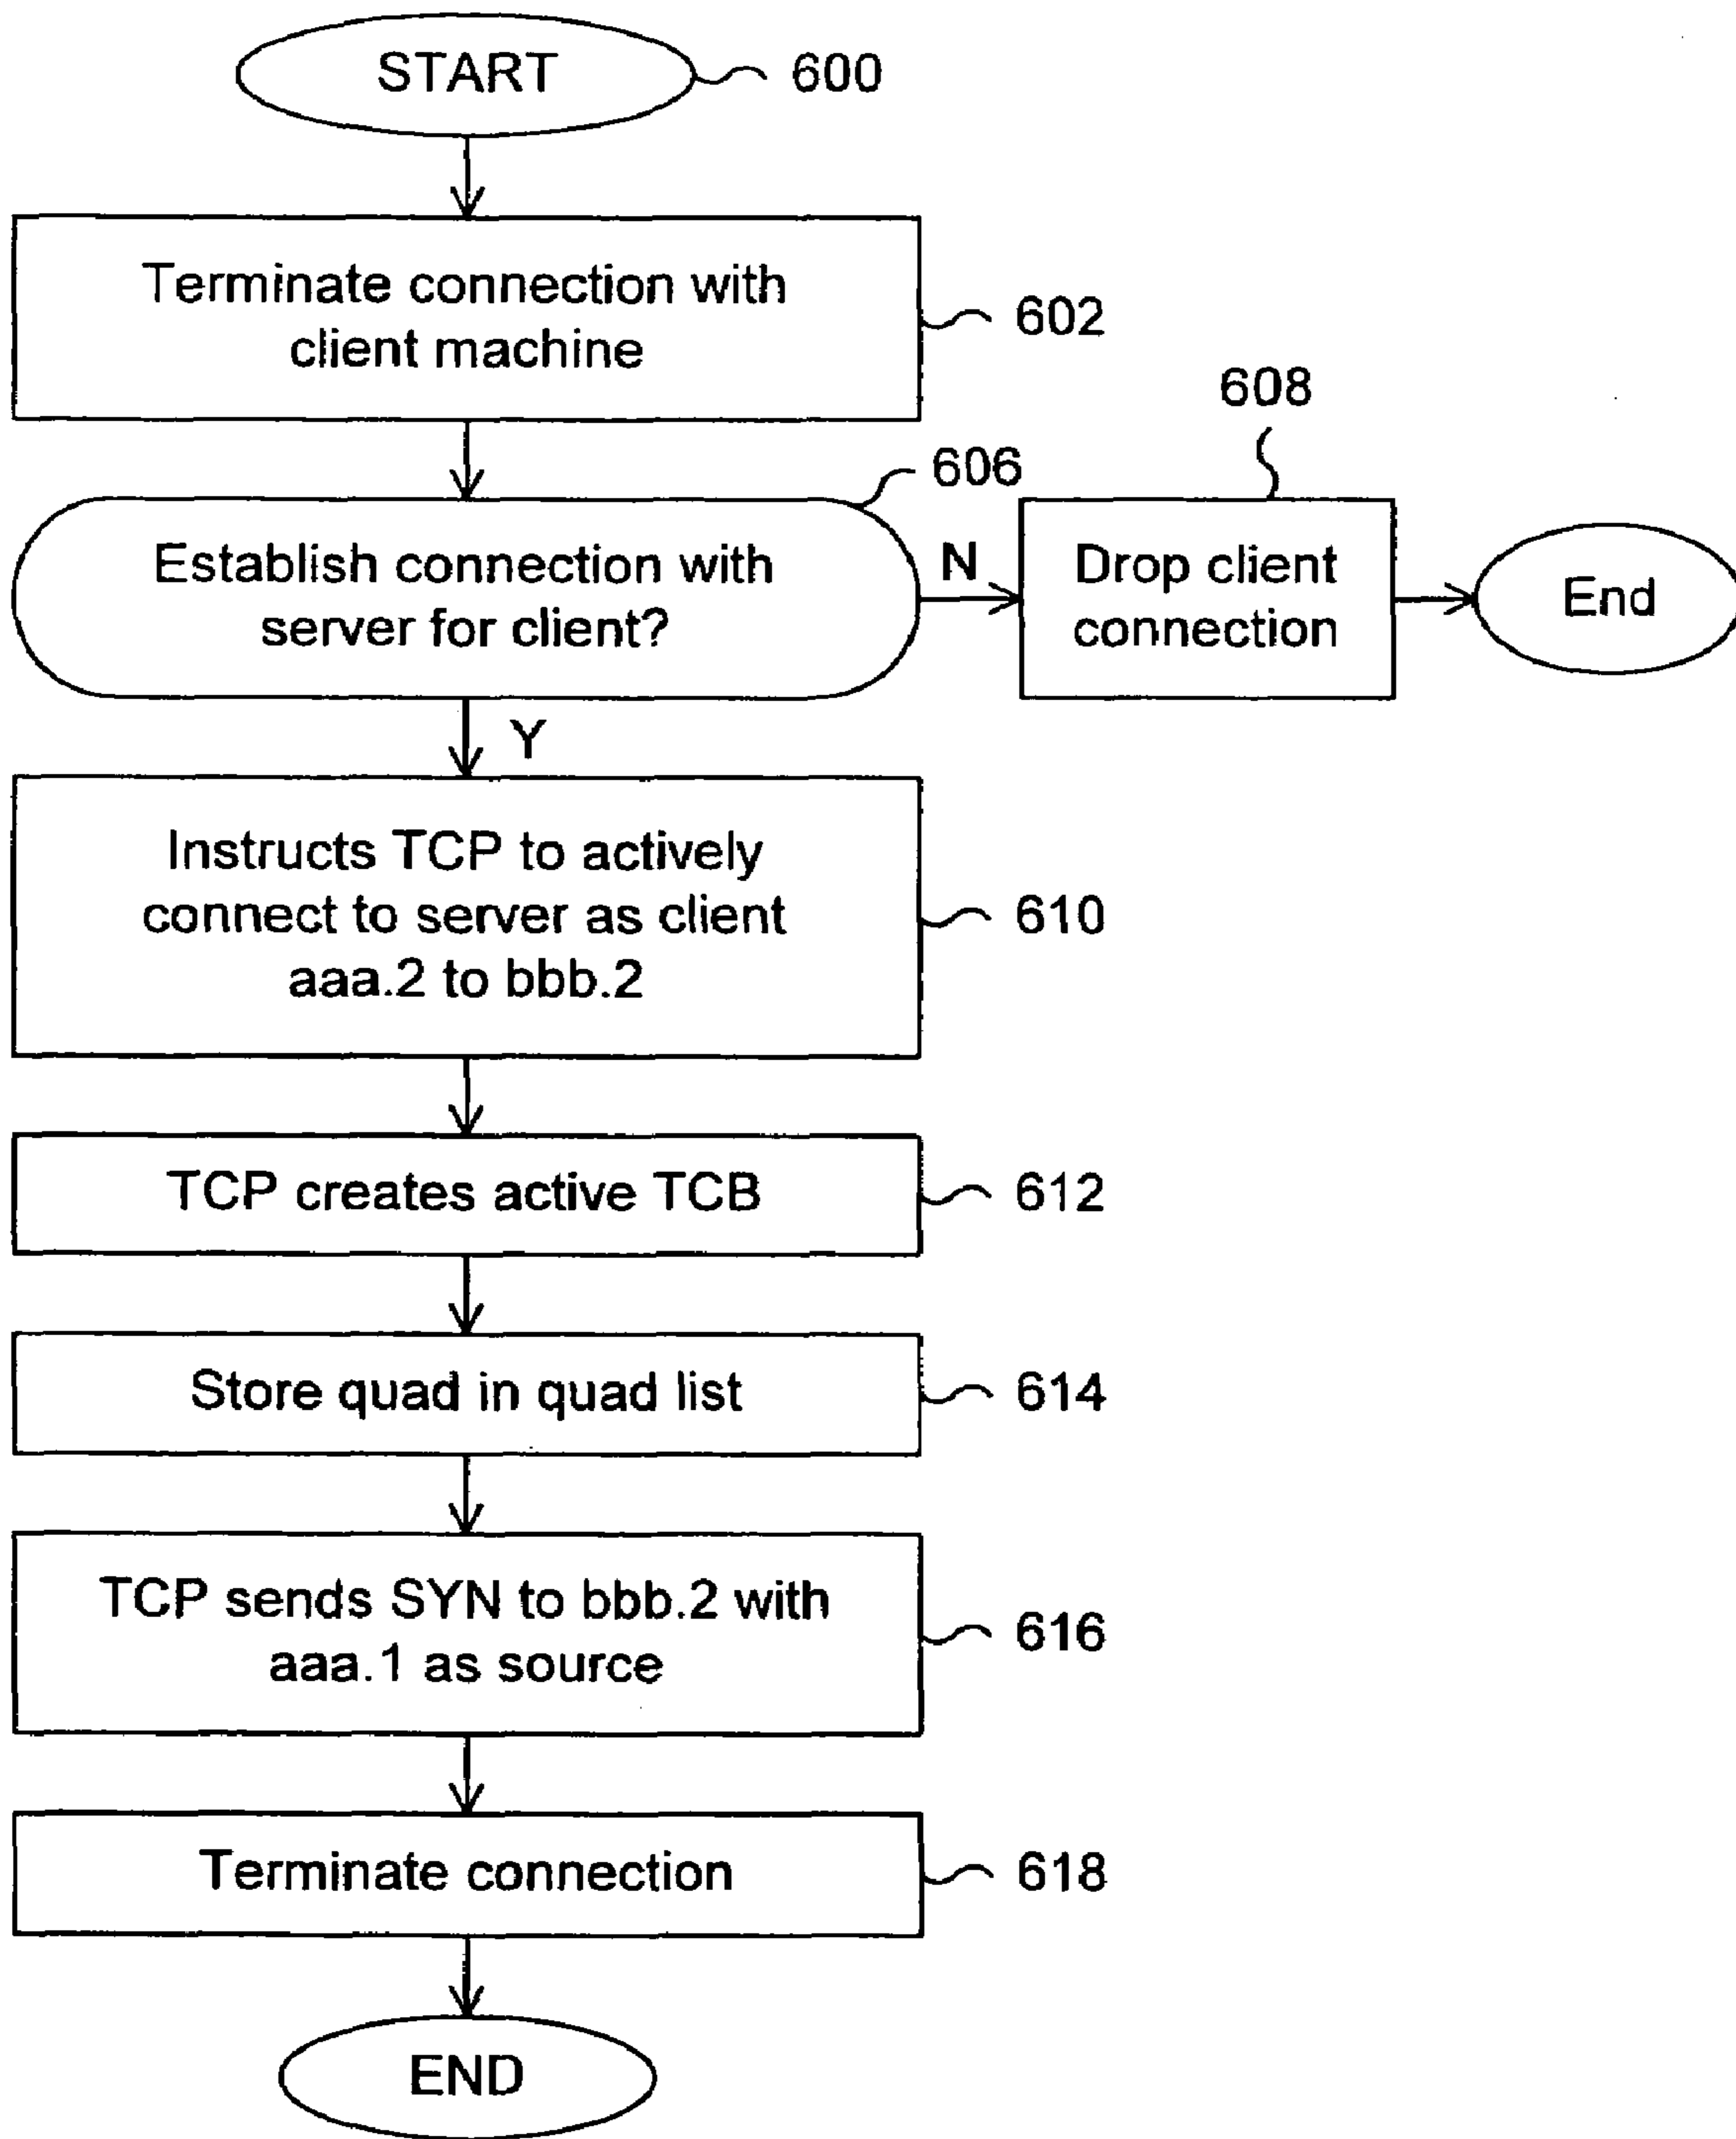 START
600
Terminate connection with
client machine
602
608
606
Establish connection with
server for client?
N
Drop client
connection
End
Y
Instructs TCP to actively
connect to server as client
aaa.2 to bbb.2
610
TCP creates active TCB
612
Store quad in quad list
614
TCP sends SYN to bbb.2 with
aaa.1 as source
616
Terminate connection
618
END